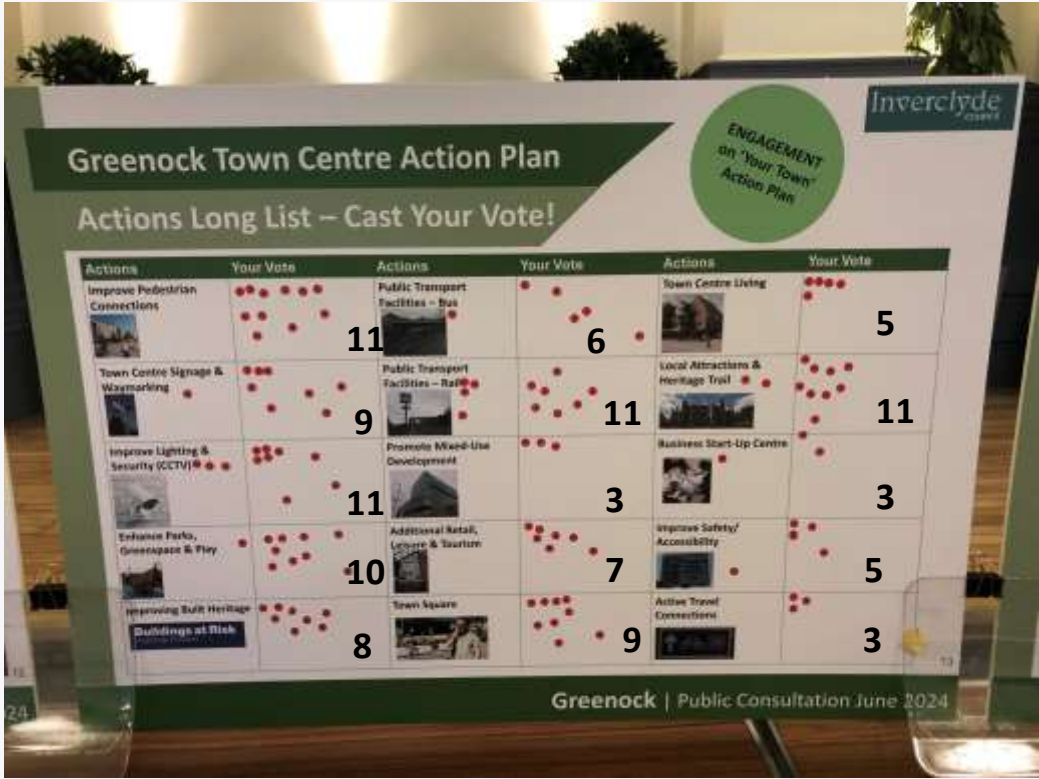 Inverclyde
council
ENGAGEMENT
on 'Your Town'
Action Plan
Greenock Town Centre Action Plan
Actions Long List – Cast Your Vote!
Actions Your Vote Actions Your Vote Actions Your Vote
Improve Pedestrian
Connections
11
Public Transport
Facilities – Bus
6
Town Centre Living
5
Town Centre Signage &
Waymarking
9
Public Transport
Facilities – Rail
11
Local Attractions &
Heritage Trail
11
Improve Lighting &
Security (CCTV)
11
Promote Mixed-Use
Development
3
Business Start-Up Centre
3
Enhance Parks,
Greenspace & Play
10
Additional Retail,
Leisure & Tourism
7
Improve Safety/
Accessibility
5
Improving Built Heritage
Buildings at Risk
8
Town Square
9
Active Travel
Connections
3
13
12
Greenock | Public Consultation June 2024
24